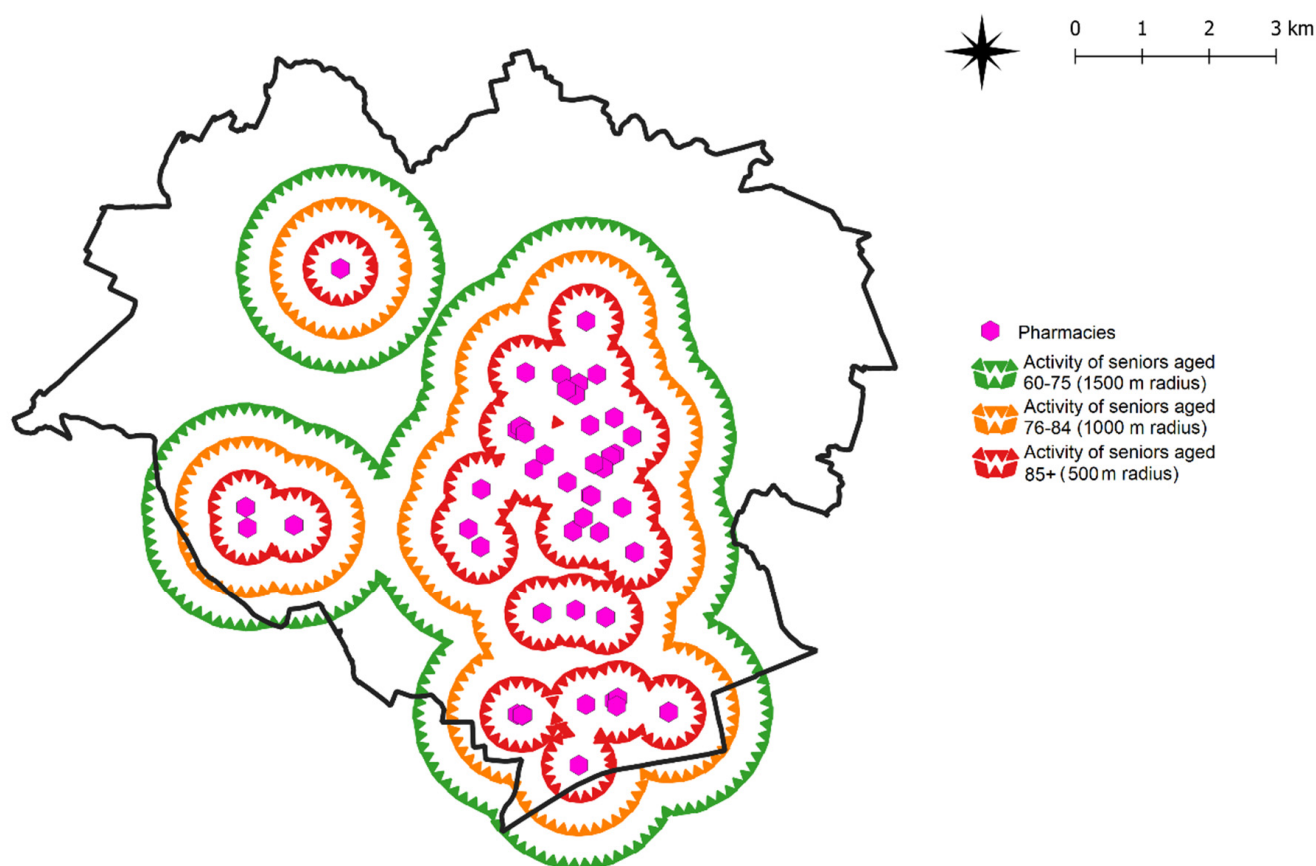 0 1 2 3 km
Pharmacies
Activity of seniors aged
60-75 (1500 m radius)
Activity of seniors aged
76-84 (1000 m radius)
Activity of seniors aged
85+ (500 m radius)